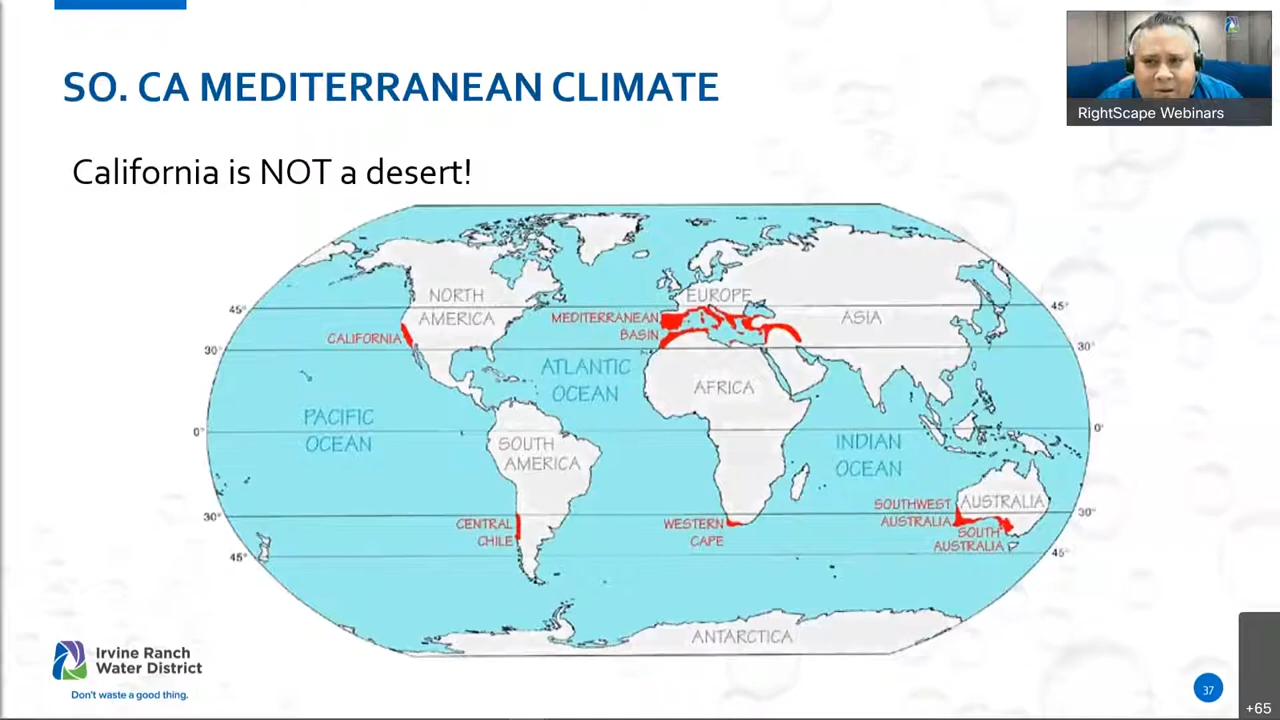 SO. CA MEDITERRANEAN CLIMATE
RightScape Webinars
California is NOT a desert!
NORTH
AMERICA
EUROPE
ASIA
45°
45°
MEDITERRANEAN
BASIN
CALIFORNIA
30°
30°
ATLANTIC
OCEAN
AFRICA
PACIFIC
OCEAN
0°
0°
SOUTH
AMERICA
INDIAN
OCEAN
SOUTHWEST
AUSTRALIA
AUSTRALIA
30°
30°
CENTRAL
CHILE
WESTERN
CAPE
SOUTH
AUSTRALIA
45°
45°
ANTARCTICA
Irvine Ranch
Water District
Don't waste a good thing.
37
+65